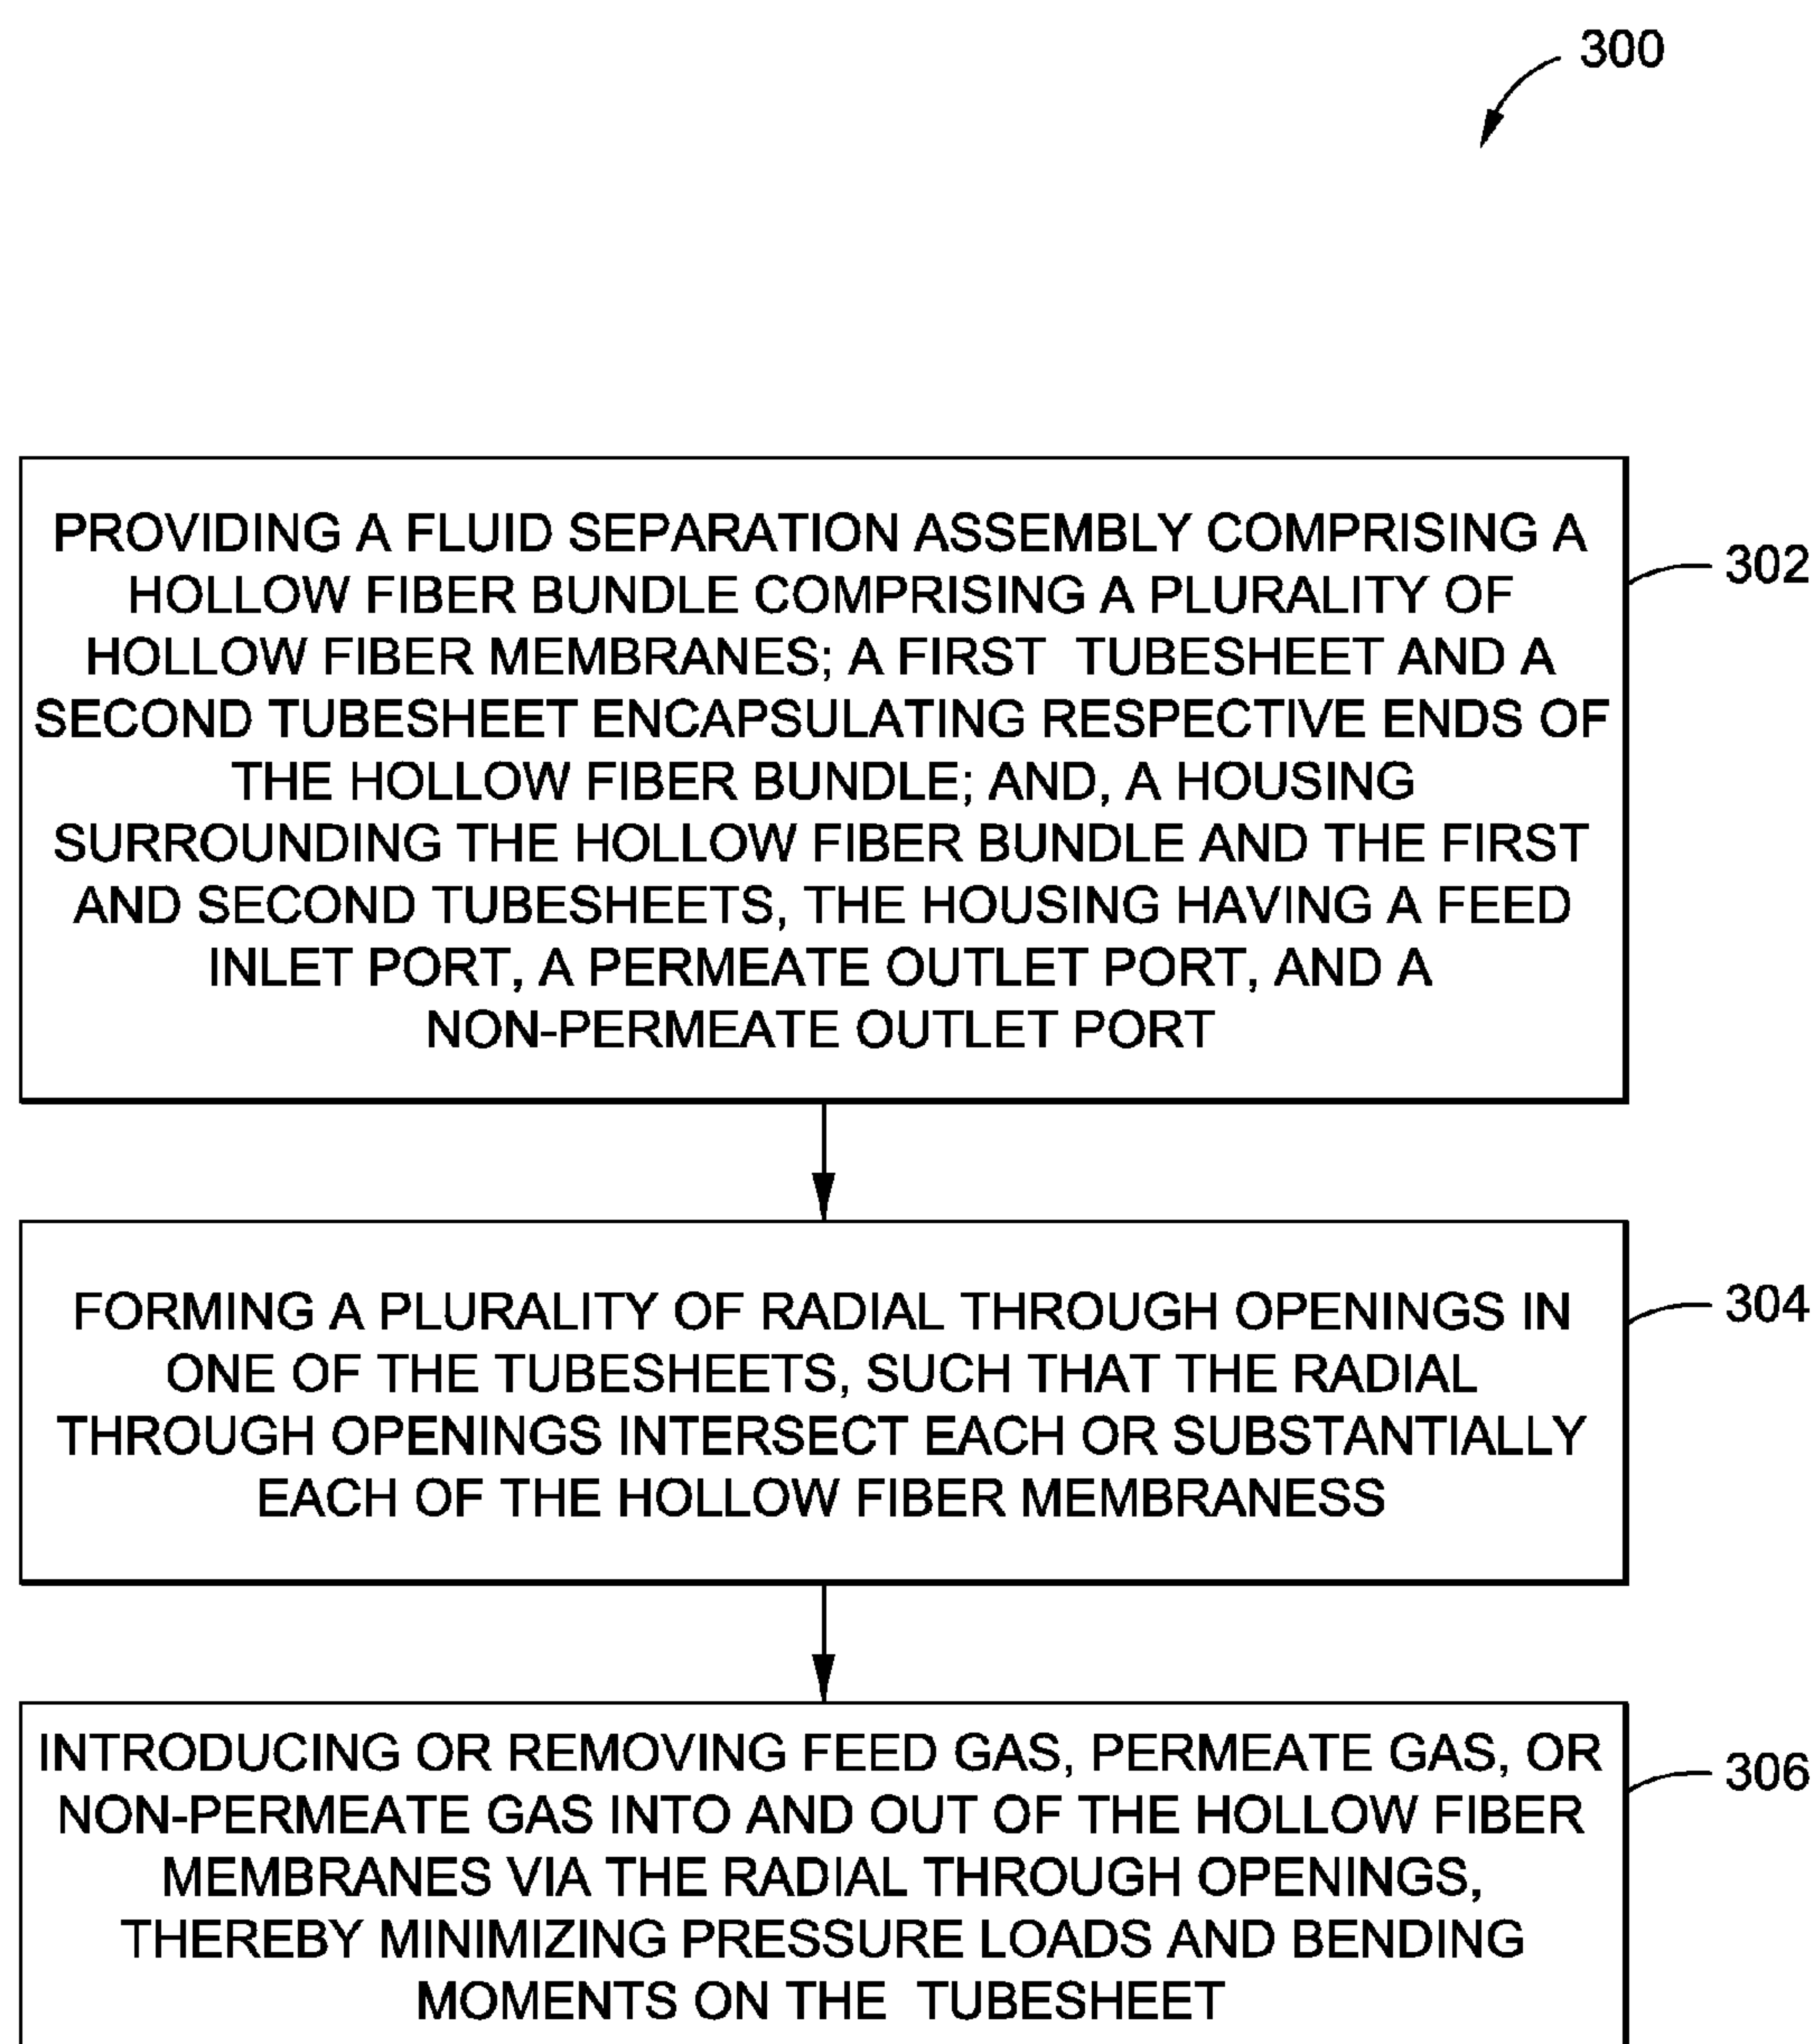 300
PROVIDING A FLUID SEPARATION ASSEMBLY COMPRISING A
HOLLOW FIBER BUNDLE COMPRISING A PLURALITY OF
HOLLOW FIBER MEMBRANES; A FIRST TUBESHEET AND A
SECOND TUBESHEET ENCAPSULATING RESPECTIVE ENDS OF
THE HOLLOW FIBER BUNDLE; AND, A HOUSING
SURROUNDING THE HOLLOW FIBER BUNDLE AND THE FIRST
AND SECOND TUBESHEETS, THE HOUSING HAVING A FEED
INLET PORT, A PERMEATE OUTLET PORT, AND A
NON-PERMEATE OUTLET PORT
302
FORMING A PLURALITY OF RADIAL THROUGH OPENINGS IN
ONE OF THE TUBESHEETS, SUCH THAT THE RADIAL
THROUGH OPENINGS INTERSECT EACH OR SUBSTANTIALLY
EACH OF THE HOLLOW FIBER MEMBRANESS
304
INTRODUCING OR REMOVING FEED GAS, PERMEATE GAS, OR
NON-PERMEATE GAS INTO AND OUT OF THE HOLLOW FIBER
MEMBRANES VIA THE RADIAL THROUGH OPENINGS,
THEREBY MINIMIZING PRESSURE LOADS AND BENDING
MOMENTS ON THE TUBESHEET
306